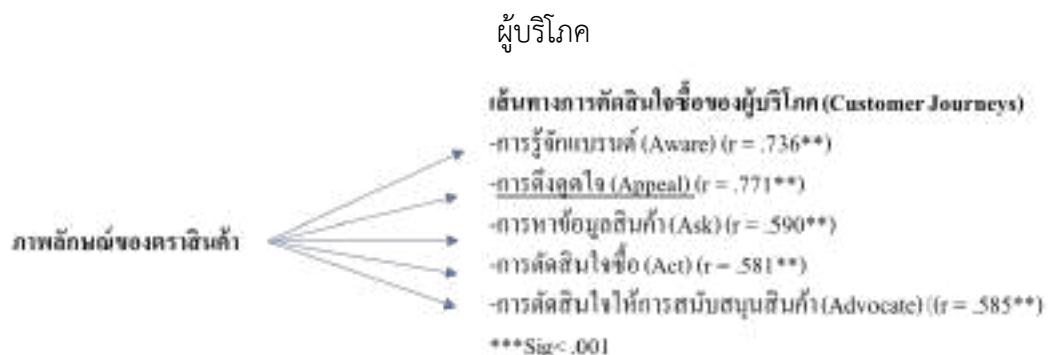 ผู้บริโภค
เส้นทางการตัดสินใจซื้อของผู้บริโภค (Customer Journeys)
-การรู้จักแบรนด์ (Aware) (r = .736**)
-การดึงดูดใจ (Appeal) (r = .771**)
ภาพลักษณ์ของตราสินค้า
-การหาข้อมูลสินค้า (Ask) (r = .590**)
-การตัดสินใจซื้อ (Act) (r = .581**)
-การตัดสินใจให้การสนับสนุนสินค้า (Advocate) ((r = .585**)
***Sig< .001